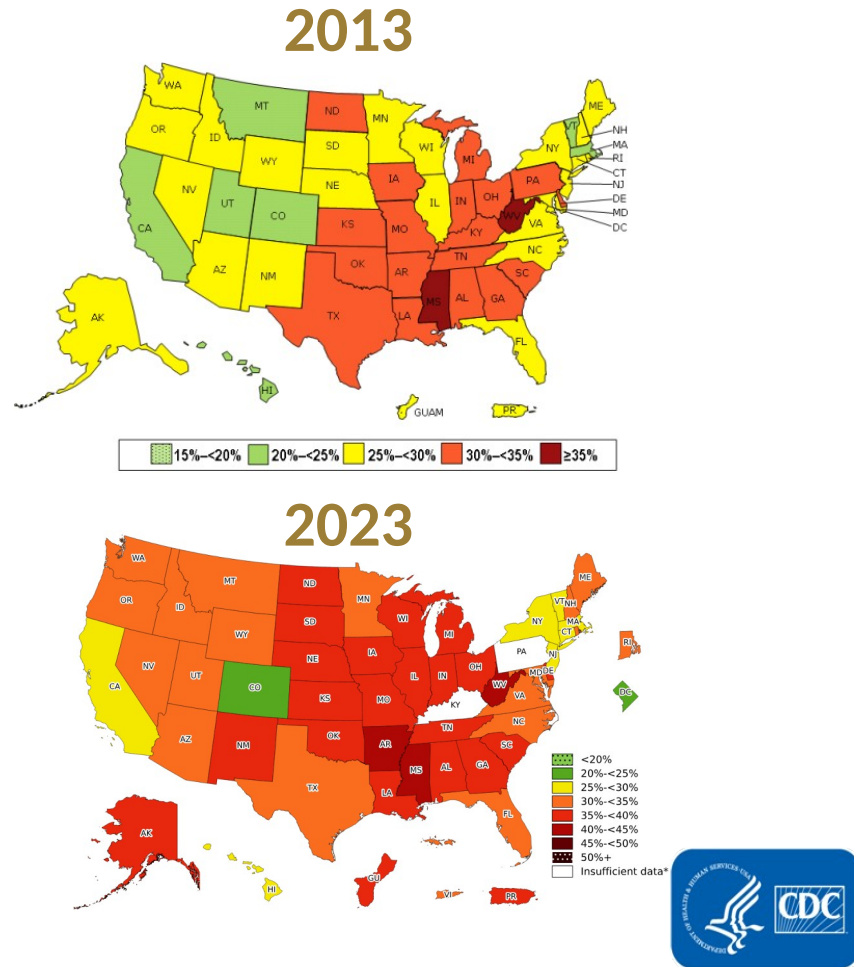 2013
WA
MT
ND
MN
ME
VT
NH
OR
ID
SD
WI
NY
MA
RI
WY
MI
CT
NJ
NV
NE
IA
PA
DE
UT
CO
IL
IN
OH
WV
MD
VA
DC
CA
KS
MO
KY
NC
AZ
NM
OK
AR
TN
SC
AK
TX
LA
MS
AL
GA
FL
HI
GUAM
PR
15%–<20%
20%–<25%
25%–<30%
30%–<35%
≥35%
2023
WA
MT
ND
MN
ME
OR
ID
SD
WI
MI
NY
VT
NH
MA
CT
RI
WY
NE
IA
PA
NJ
NV
UT
CO
IL
IN
OH
MD
DE
WV
VA
DC
CA
KS
MO
KY
AZ
NM
OK
AR
TN
NC
SC
TX
LA
MS
AL
GA
FL
AK
HI
GU
VI
PR
<20%
20%-<25%
25%-<30%
30%-<35%
35%-<40%
40%-<45%
45%-<50%
50%+
Insufficient data*
DEPARTMENT OF HEALTH & HUMAN SERVICES·USA
CDC